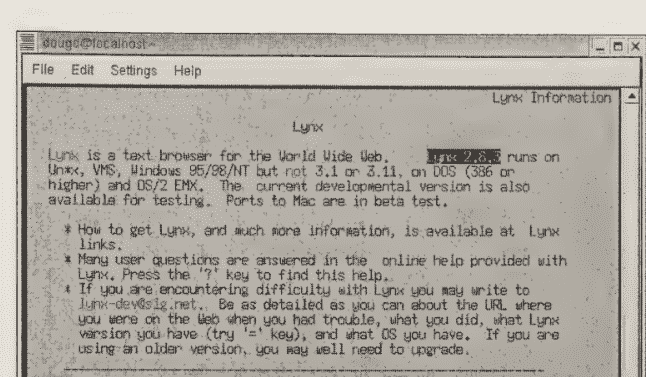 dougo@localhost:~
File Edit Settings Help
Lynx Information
Lynx
Lynx is a text browser for the World Wide Web. Lynx 2.8. runs on
Un*x, VMS, Windows 95/98/NT but not 3.1 or 3.11, on DOS (386 or
higher) and OS/2 EMX. The current developmental version is also
available for testing. Ports to Mac are in beta test.
* How to get Lynx, and much more information, is available at Lynx
links.
* Many user questions are answered in the online help provided with
Lynx. Press the '?' key to find this help.
* If you are encountering difficulty with Lynx you may write to
lynx-dev@sig.net. Be as detailed as you can about the URL where
you were on the Web when you had trouble, what you did, what Lynx
version you have (try '=' key), and what OS you have. If you are
using an older version, you may well need to upgrade.